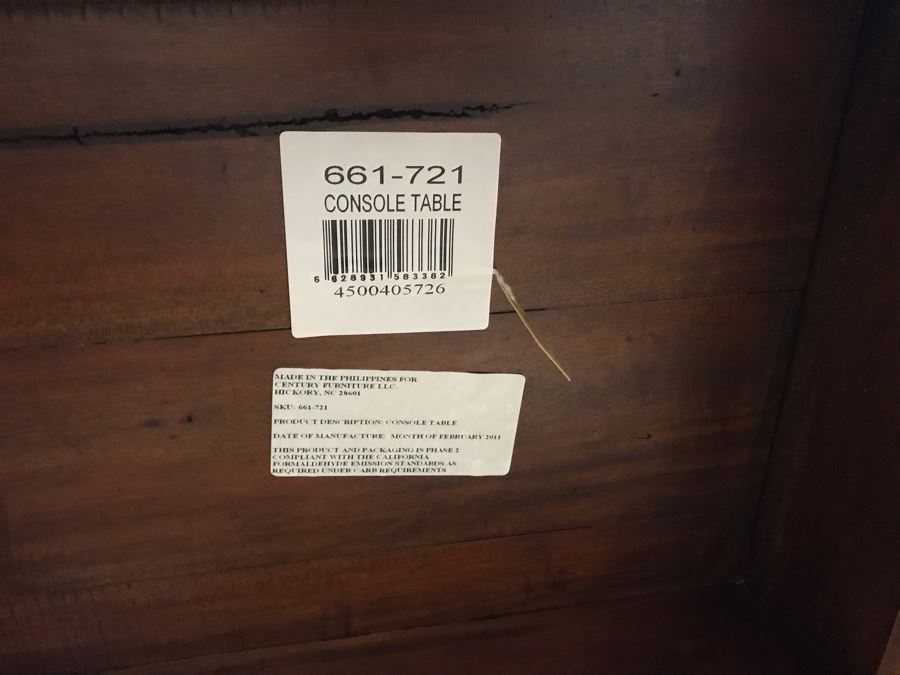 661-721
CONSOLE TABLE
6 628931 583382
4500405726
MADE IN THE PHILIPPINES FOR
CENTURY FURNITURE LLC.
HICKORY, NC 28601
SKU: 661-721
PRODUCT DESCRIPTION: CONSOLE TABLE
DATE OF MANUFACTURE: MONTH OF FEBRUARY 2011
THIS PRODUCT AND PACKAGING IS PHASE 2
COMPLIANT WITH THE CALIFORNIA
FORMALDEHYDE EMISSION STANDARDS AS
REQUIRED UNDER CARB REQUIREMENTS